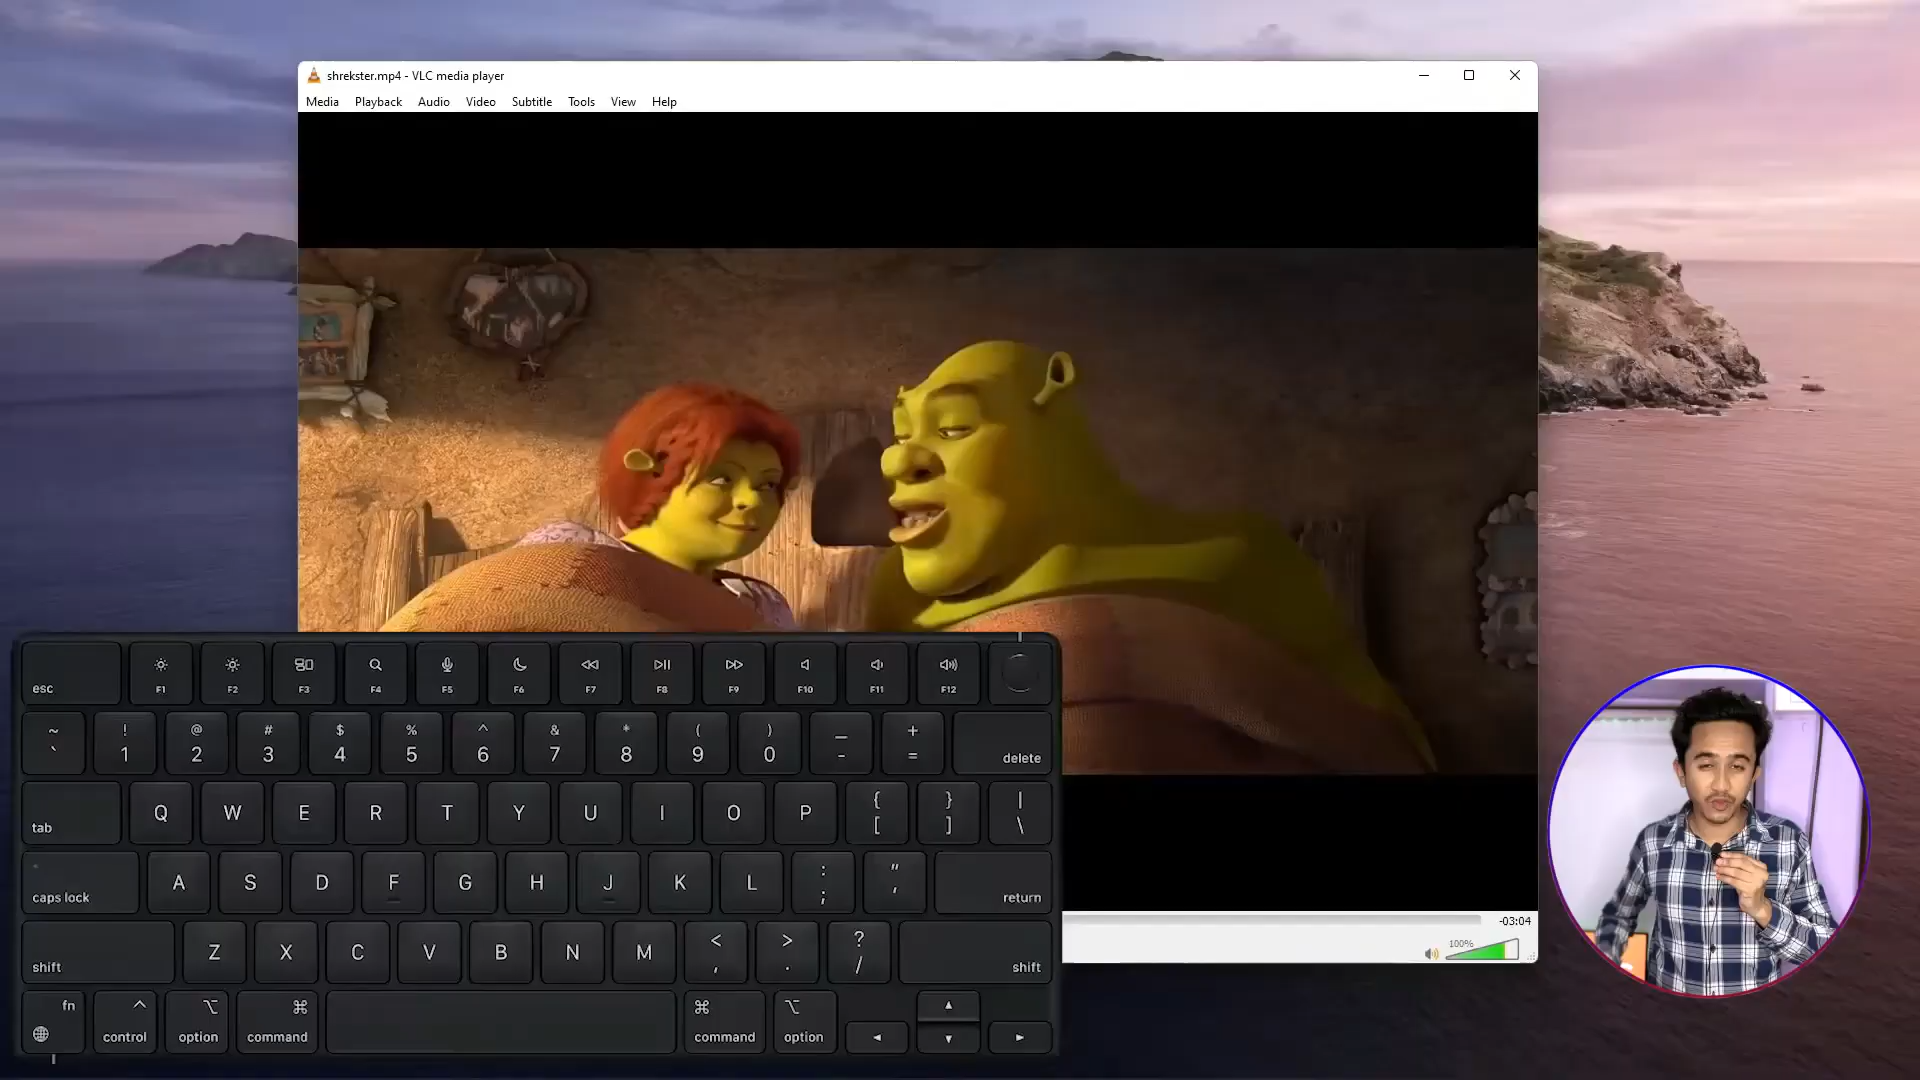 shrekster.mp4 - VLC media player
Media Playback Audio Video Subtitle Tools View Help
esc F1 F2 F3 F4 F5 F6 F7 F8 F9 F10 F11 F12
~ ! @ # $ % ^ & * ( ) _ +
` 1 2 3 4 5 6 7 8 9 0 - = delete
tab Q W E R T Y U I O P { [ } ] | \
caps lock A S D F G H J K L : ; " ' return
shift Z X C V B N M < , > . ? / shift
fn control option command command option
-03:04
100%